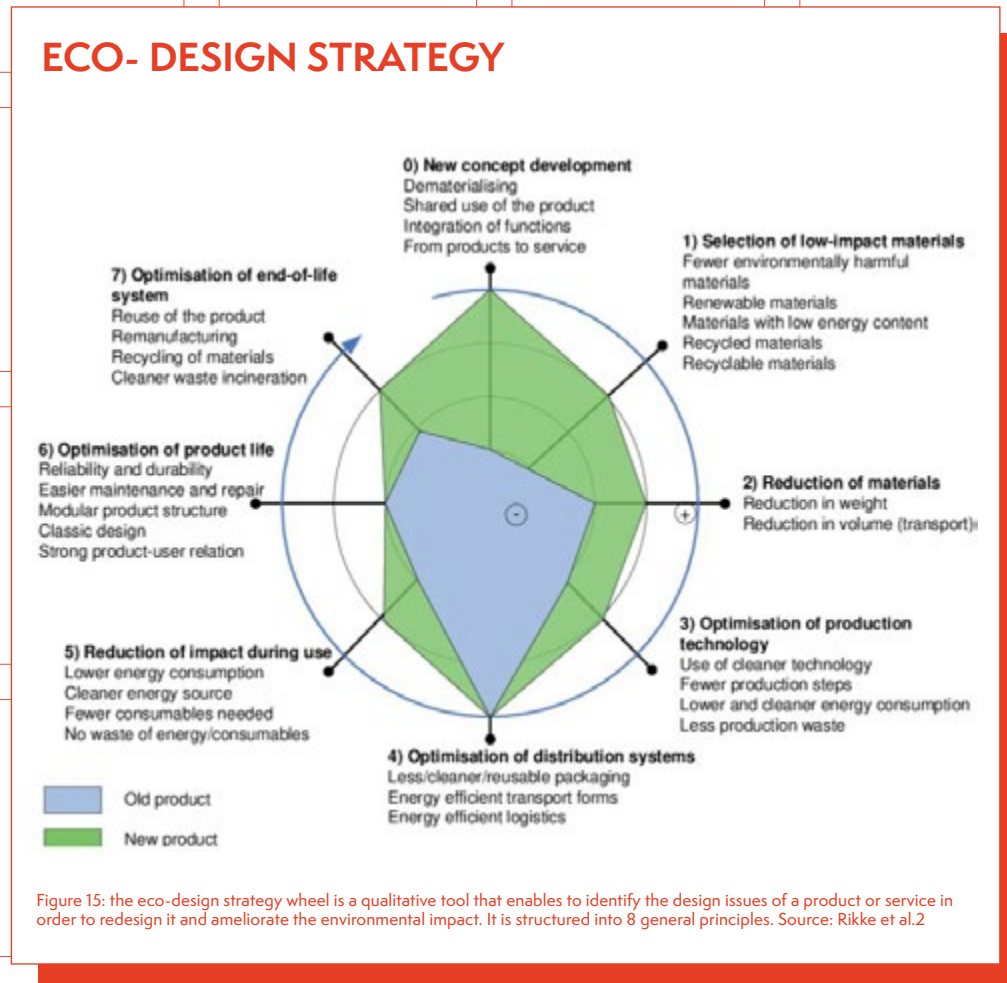 ECO- DESIGN STRATEGY
0) New concept development
Dematerialising
Shared use of the product
Integration of functions
From products to service
1) Selection of low-impact materials
Fewer environmentally harmful
materials
Renewable materials
Materials with low energy content
Recycled materials
Recyclable materials
2) Reduction of materials
Reduction in weight
Reduction in volume (transport)
3) Optimisation of production
technology
Use of cleaner technology
Fewer production steps
Lower and cleaner energy consumption
Less production waste
4) Optimisation of distribution systems
Less/cleaner/reusable packaging
Energy efficient transport forms
Energy efficient logistics
5) Reduction of impact during use
Lower energy consumption
Cleaner energy source
Fewer consumables needed
No waste of energy/consumables
6) Optimisation of product life
Reliability and durability
Easier maintenance and repair
Modular product structure
Classic design
Strong product-user relation
7) Optimisation of end-of-life
system
Reuse of the product
Remanufacturing
Recycling of materials
Cleaner waste incineration
-
+
Old product
New product
Figure 15: the eco-design strategy wheel is a qualitative tool that enables to identify the design issues of a product or service in
order to redesign it and ameliorate the environmental impact. It is structured into 8 general principles. Source: Rikke et al.2